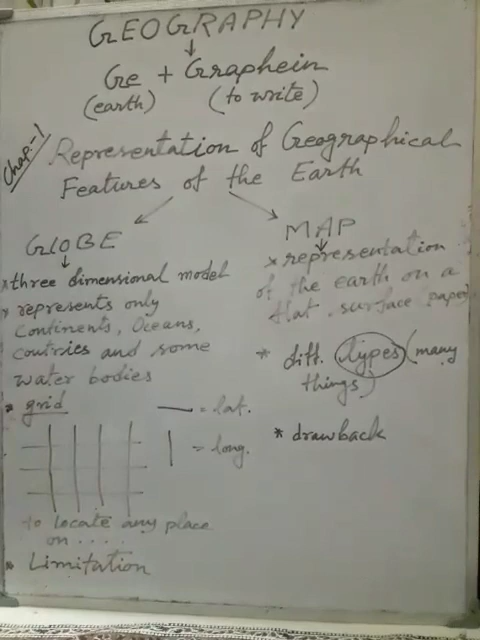 GEOGRAPHY
Ge + Graphein
(earth) (to write)
Chap-1
Representation of Geographical
Features of the Earth
GlOBE
* three dimensional model
* represents only
Continents, Oceans,
coutries and some
water bodies
* grid
— = lat.
| = long.
to locate any place
on ....
* Limitation
MAP
* representation
of the earth on a
flat surface paper
* diff. types (many
things)
* drawback